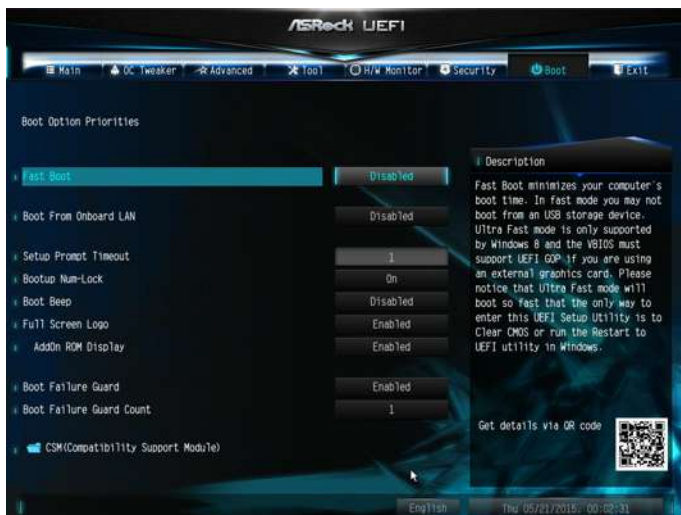 ASRock UEFI
Main OC Tweaker Advanced Tool H/W Monitor Security Boot Exit
Boot Option Priorities
Fast Boot Disabled
Boot From Onboard LAN Disabled
Setup Prompt Timeout 1
Bootup Num-Lock On
Boot Beep Disabled
Full Screen Logo Enabled
AddOn ROM Display Enabled
Boot Failure Guard Enabled
Boot Failure Guard Count 1
CSM(Compatibility Support Module)
Description
Fast Boot minimizes your computer's
boot time. In fast mode you may not
boot from an USB storage device.
Ultra Fast mode is only supported
by Windows 8 and the VBIOS must
support UEFI GOP if you are using
an external graphics card. Please
notice that Ultra Fast mode will
boot so fast that the only way to
enter this UEFI Setup Utility is to
Clear CMOS or run the Restart to
UEFI utility in Windows.
Get details via QR code
English Thu 05/21/2015. 00:02:31